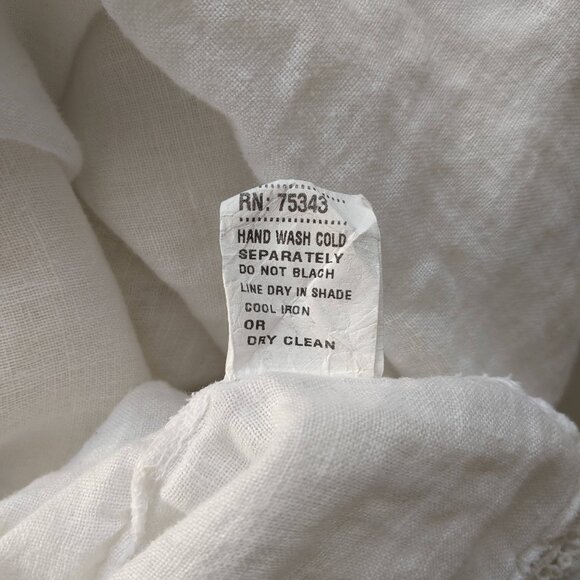 RN: 75343
HAND WASH COLD
SEPARATELY
DO NOT BLACH
LINE DRY IN SHADE
COOL IRON
OR
DRY CLEAN